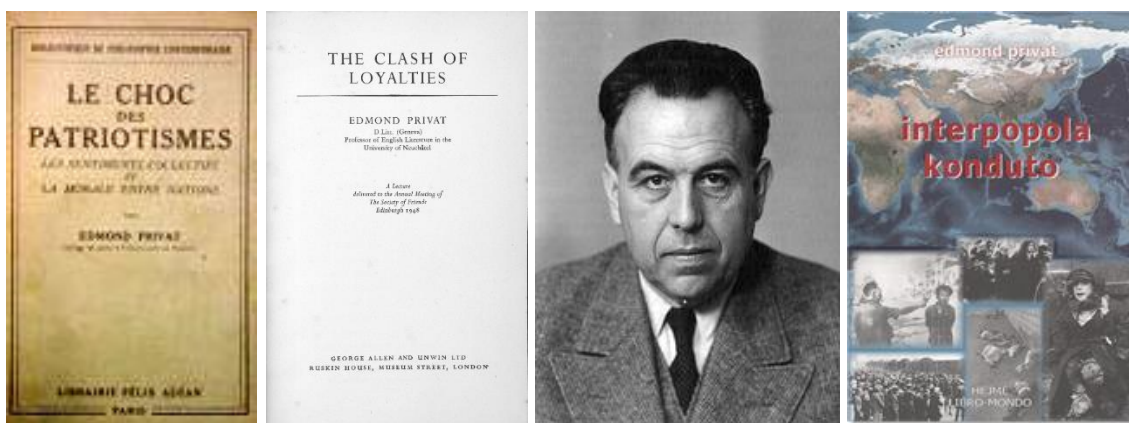 BIBLIOTHÈQUE DE PHILOSOPHIE CONTEMPORAINE
LE CHOC
DES
PATRIOTISMES
LES SENTIMENTS COLLECTIFS
ET
LA MORALE ENTRE NATIONS
PAR
EDMOND PRIVAT
LIBRAIRIE FÉLIX ALCAN
PARIS
THE CLASH OF
LOYALTIES
EDMOND PRIVAT
D.Litt. (Geneva)
Professor of English Literature in the
University of Neuchâtel
A Lecture
delivered to the Annual Meeting of
The Society of Friends
Edinburgh 1948
GEORGE ALLEN AND UNWIN LTD
RUSKIN HOUSE, MUSEUM STREET, LONDON
edmond privat
interpopola
konduto
HEJME
LIBRO-MONDO